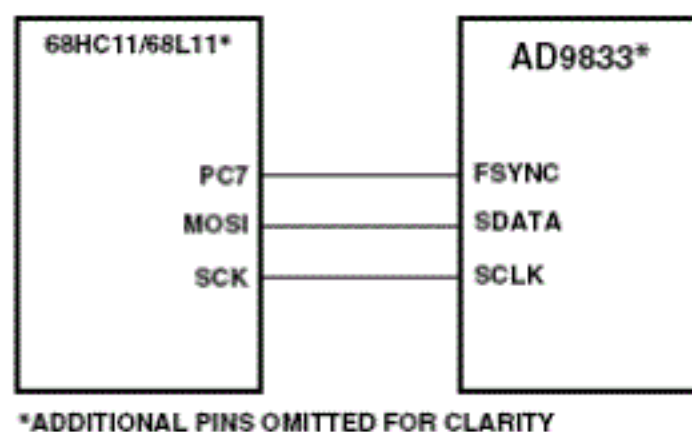 68HC11/68L11*
AD9833*
PC7
FSYNC
MOSI
SDATA
SCK
SCLK
*ADDITIONAL PINS OMITTED FOR CLARITY